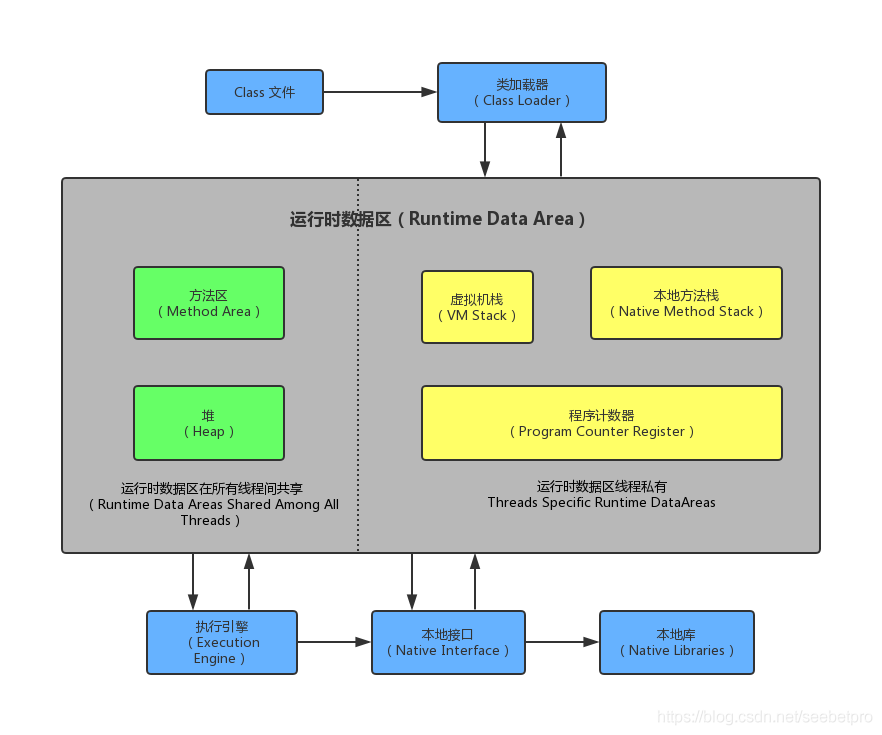 Class 文件
类加载器
（Class Loader）
运行时数据区（Runtime Data Area）
方法区
（Method Area）
虚拟机栈
（VM Stack）
本地方法栈
（Native Method Stack）
堆
（Heap）
程序计数器
（Program Counter Register）
运行时数据区在所有线程间共享
（Runtime Data Areas Shared Among All
Threads）
运行时数据区线程私有
Threads Specific Runtime DataAreas
执行引擎
（Execution
Engine）
本地接口
（Native Interface）
本地库
（Native Libraries）
https://blog.csdn.net/seebetpro